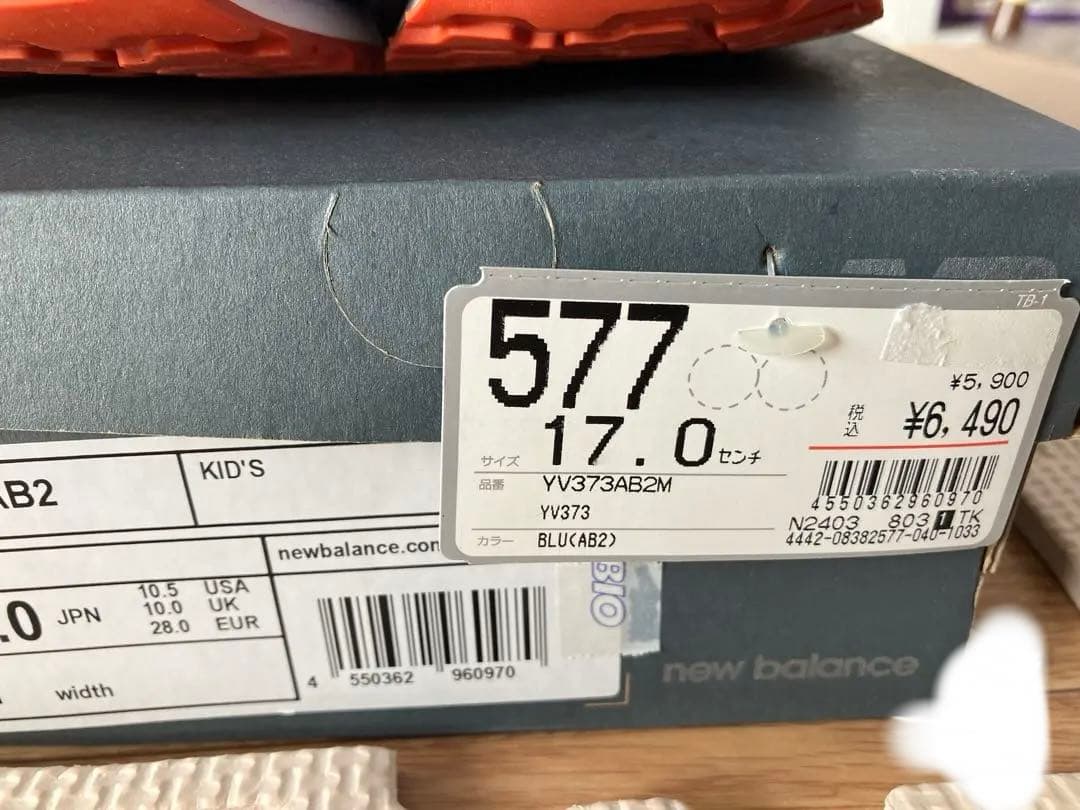 TB-1
577
¥5,900
税込 ¥6,490
サイズ 17.0センチ
品番 YV373AB2M
YV373
カラー BLU(AB2)
4550362960970
N2403 803 1 TK
4442-08382577-040-1033
AB2
KID'S
newbalance.com
.0 JPN
10.5 USA
10.0 UK
28.0 EUR
width
4 550362 960970
BIO
new balance